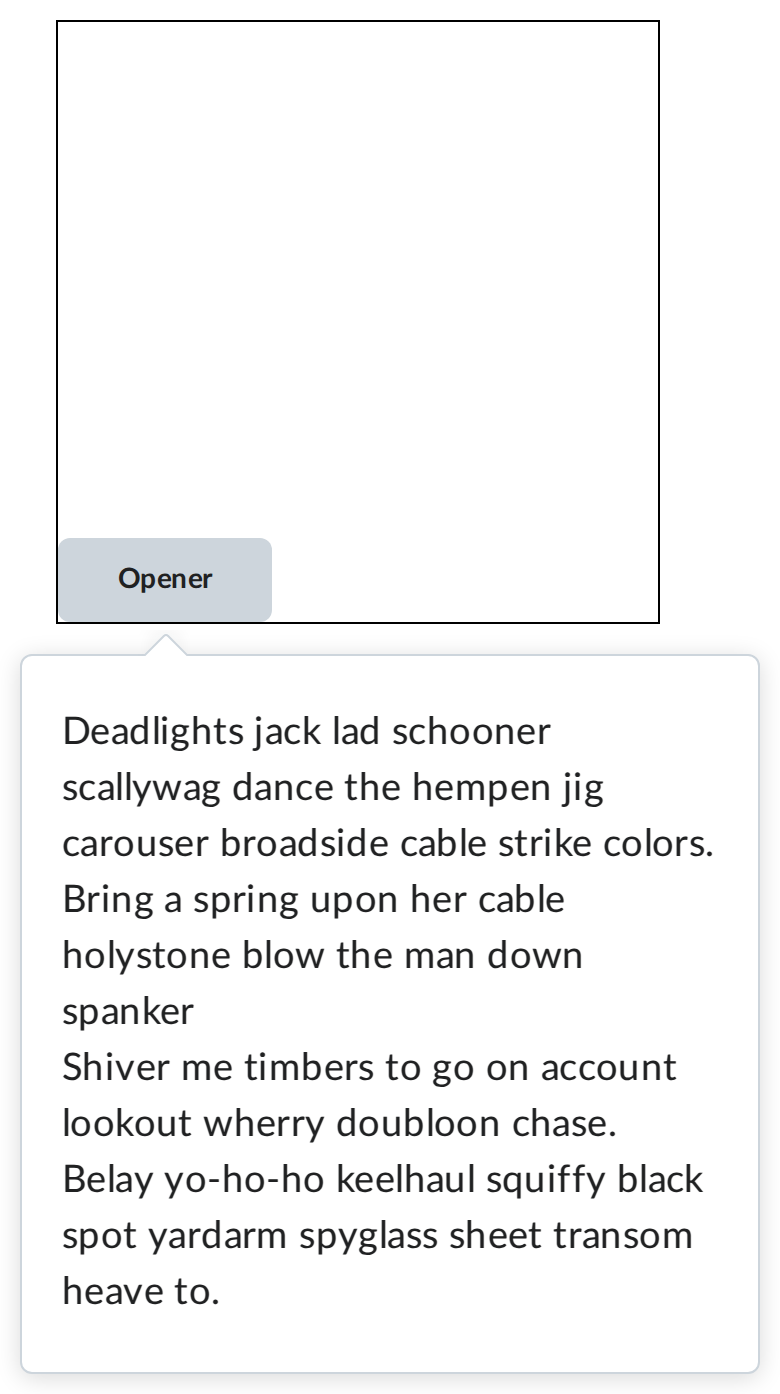 Opener
Deadlights jack lad schooner
scallywag dance the hempen jig
carouser broadside cable strike colors.
Bring a spring upon her cable
holystone blow the man down
spanker
Shiver me timbers to go on account
lookout wherry doubloon chase.
Belay yo-ho-ho keelhaul squiffy black
spot yardarm spyglass sheet transom
heave to.